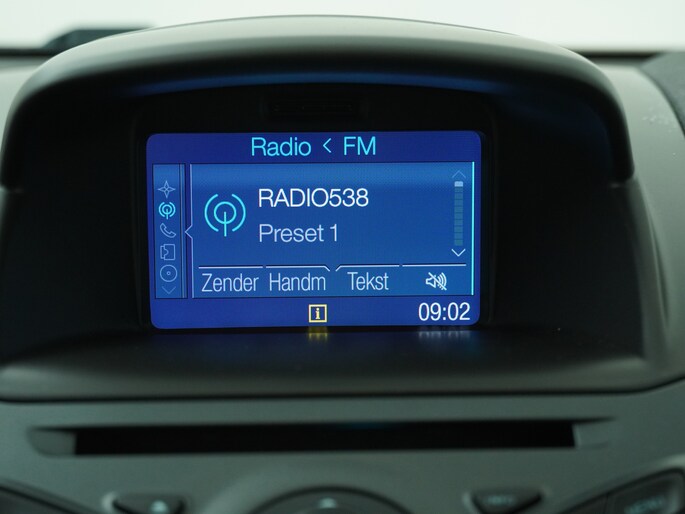 Radio < FM
RADIO538
Preset 1
Zender Handm Tekst
i 09:02